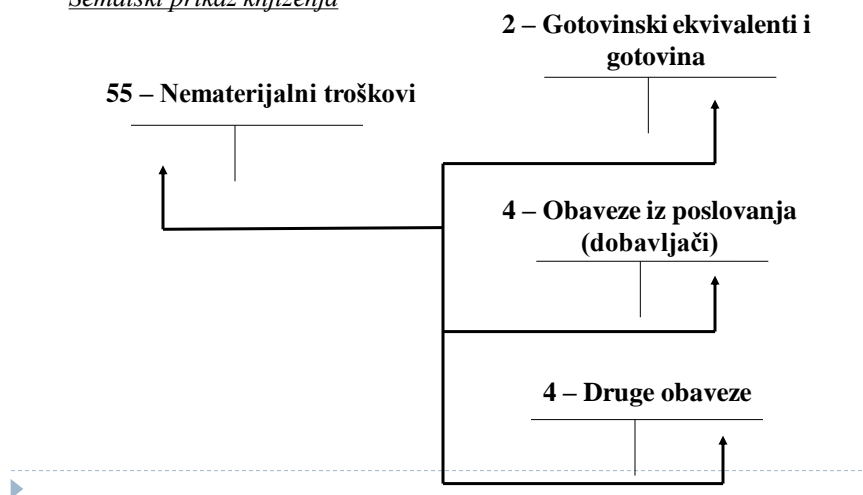 Šematski prikaz knjiženja
2 – Gotovinski ekvivalenti i
gotovina
55 – Nematerijalni troškovi
4 – Obaveze iz poslovanja
(dobavljači)
4 – Druge obaveze